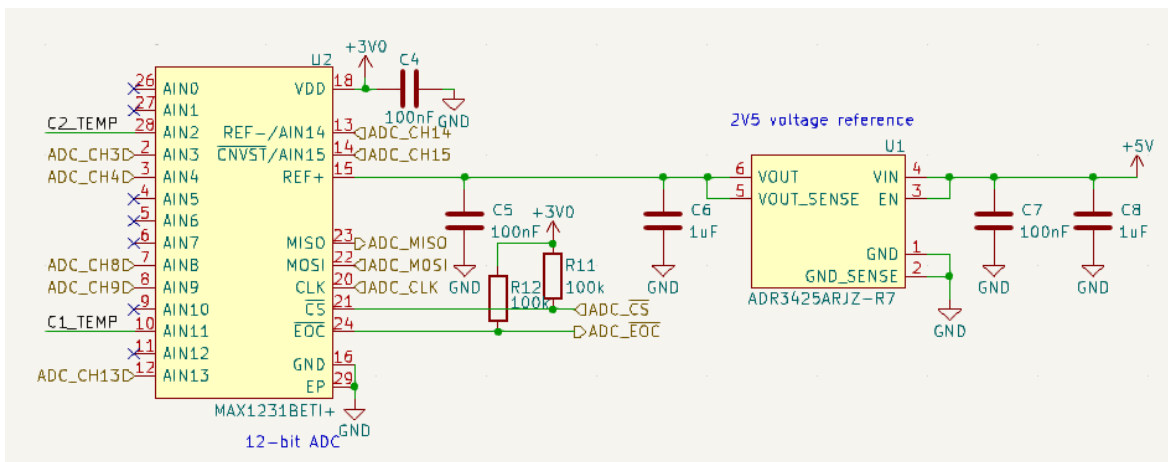 U2
+3V0
C4
100nF
GND
26 AIN0
27 AIN1
C2_TEMP 28 AIN2
ADC_CH3 2 AIN3
ADC_CH4 3 AIN4
4 AIN5
5 AIN6
6 AIN7
ADC_CH8 7 AIN8
ADC_CH9 8 AIN9
9 AIN10
C1_TEMP 10 AIN11
11 AIN12
ADC_CH13 12 AIN13
VDD 18
REF-/AIN14 13 ADC_CH14
CNVST/AIN15 14 ADC_CH15
REF+ 15
MISO 23 ADC_MISO
MOSI 22 ADC_MOSI
CLK 20 ADC_CLK
CS 21 ADC_CS
EOC 24 ADC_EOC
GND 16
EP 29
GND
MAX1231BETI+
12-bit ADC
C5
100nF
GND
+3V0
R11
100k
R12
100k
C6
1uF
GND
2V5 voltage reference
U1
6 VOUT
5 VOUT_SENSE
VIN 4
EN 3
GND 1
GND_SENSE 2
ADR3425ARJZ-R7
GND
+5V
C7
100nF
GND
C8
1uF
GND